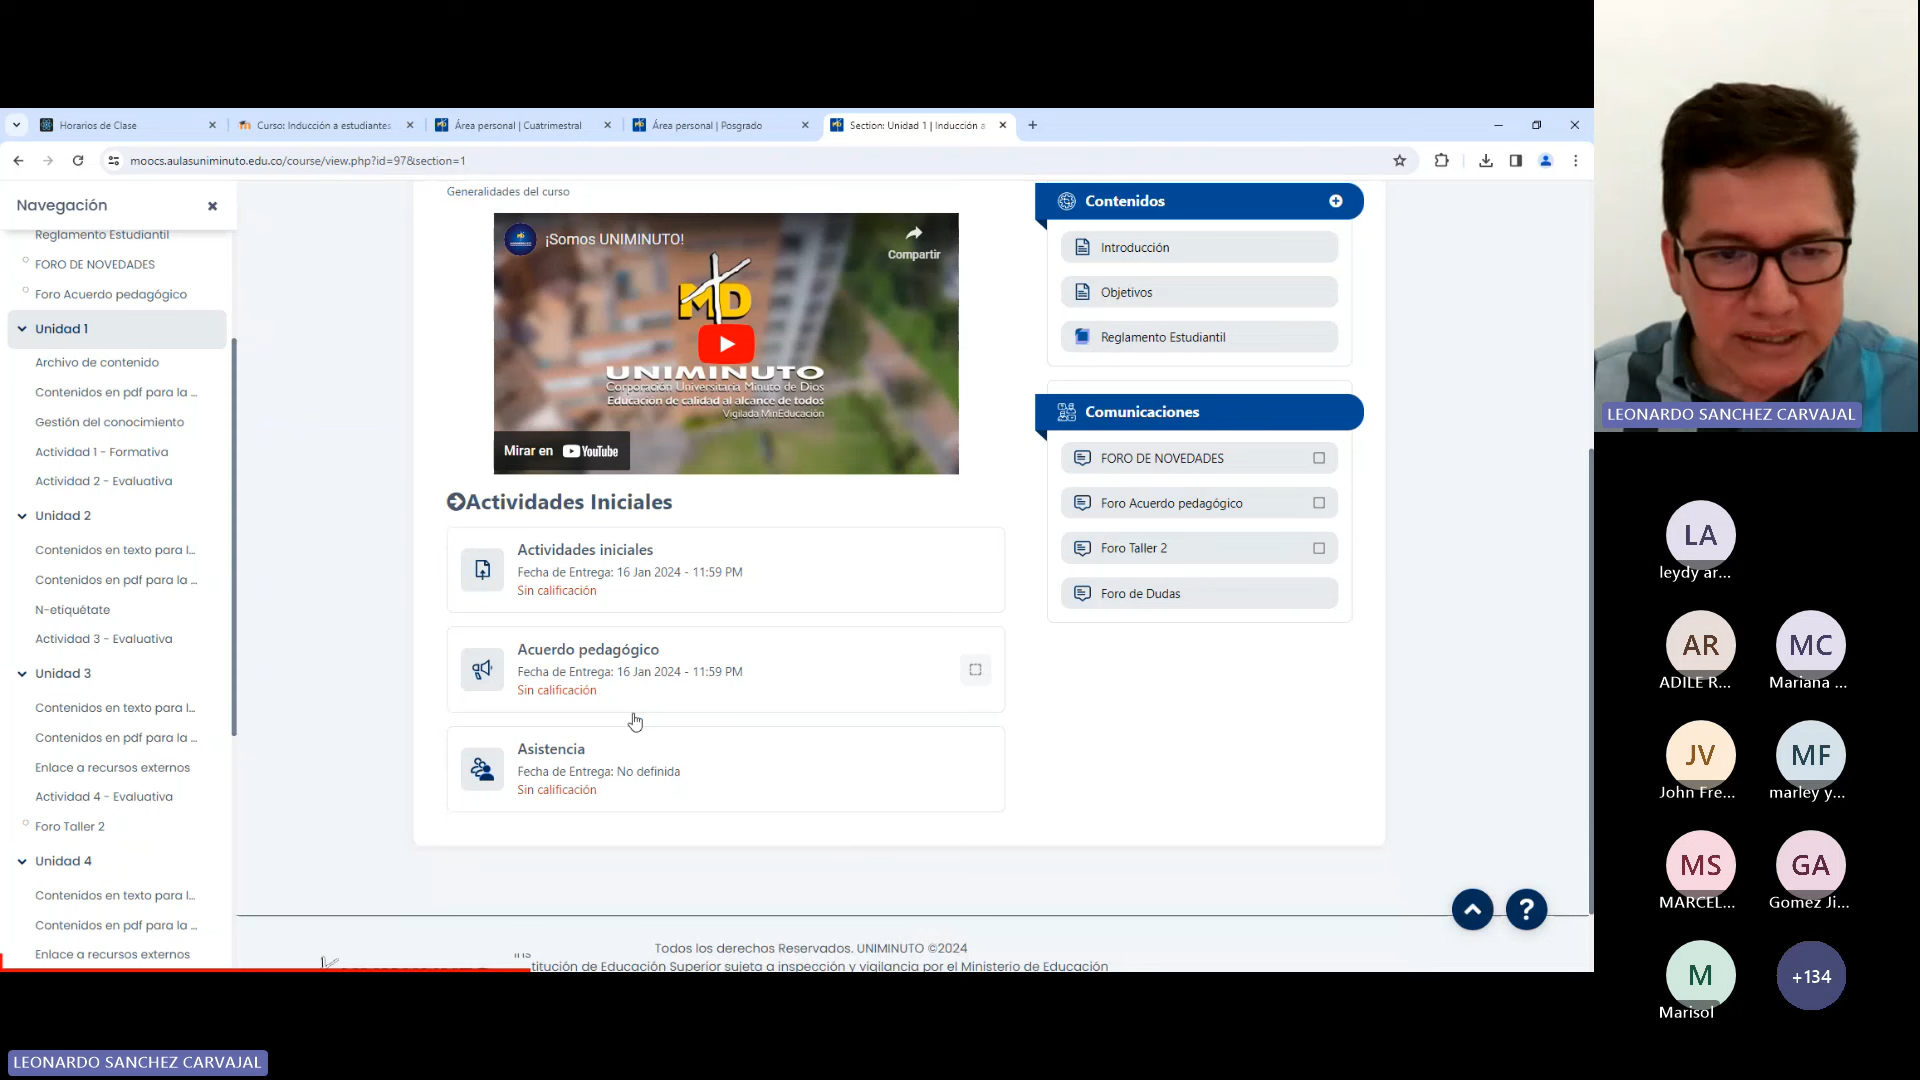 Horarios de Clase
Curso: Inducción a estudiantes
Área personal | Cuatrimestral
Área personal | Posgrado
Section: Unidad 1 | Inducción a
moocs.aulasuniminuto.edu.co/course/view.php?id=97&section=1
Navegación
Reglamento Estudiantil
FORO DE NOVEDADES
Foro Acuerdo pedagógico
Unidad 1
Archivo de contenido
Contenidos en pdf para la ...
Gestión del conocimiento
Actividad 1 - Formativa
Actividad 2 - Evaluativa
Unidad 2
Contenidos en texto para l...
Contenidos en pdf para la ...
N-etiquétate
Actividad 3 - Evaluativa
Unidad 3
Contenidos en texto para l...
Contenidos en pdf para la ...
Enlace a recursos externos
Actividad 4 - Evaluativa
Foro Taller 2
Unidad 4
Contenidos en texto para l...
Contenidos en pdf para la ...
Enlace a recursos externos
Generalidades del curso
¡Somos UNIMINUTO!
Compartir
MD
UNIMINUTO
Corporación Universitaria Minuto de Dios
Educación de calidad al alcance de todos
Vigilada MinEducación
Mirar en YouTube
Actividades Iniciales
Actividades iniciales
Fecha de Entrega: 16 Jan 2024 - 11:59 PM
Sin calificación
Acuerdo pedagógico
Fecha de Entrega: 16 Jan 2024 - 11:59 PM
Sin calificación
Asistencia
Fecha de Entrega: No definida
Sin calificación
Contenidos
Introducción
Objetivos
Reglamento Estudiantil
Comunicaciones
FORO DE NOVEDADES
Foro Acuerdo pedagógico
Foro Taller 2
Foro de Dudas
?
Todos los derechos Reservados. UNIMINUTO ©2024
Institución de Educación Superior sujeta a inspección y vigilancia por el Ministerio de Educación
LEONARDO SANCHEZ CARVAJAL
LA
leydy ar...
AR
ADILE R...
MC
Mariana ...
JV
John Fre...
MF
marley y...
MS
MARCEL...
GA
Gomez Ji...
M
Marisol
+134
LEONARDO SANCHEZ CARVAJAL